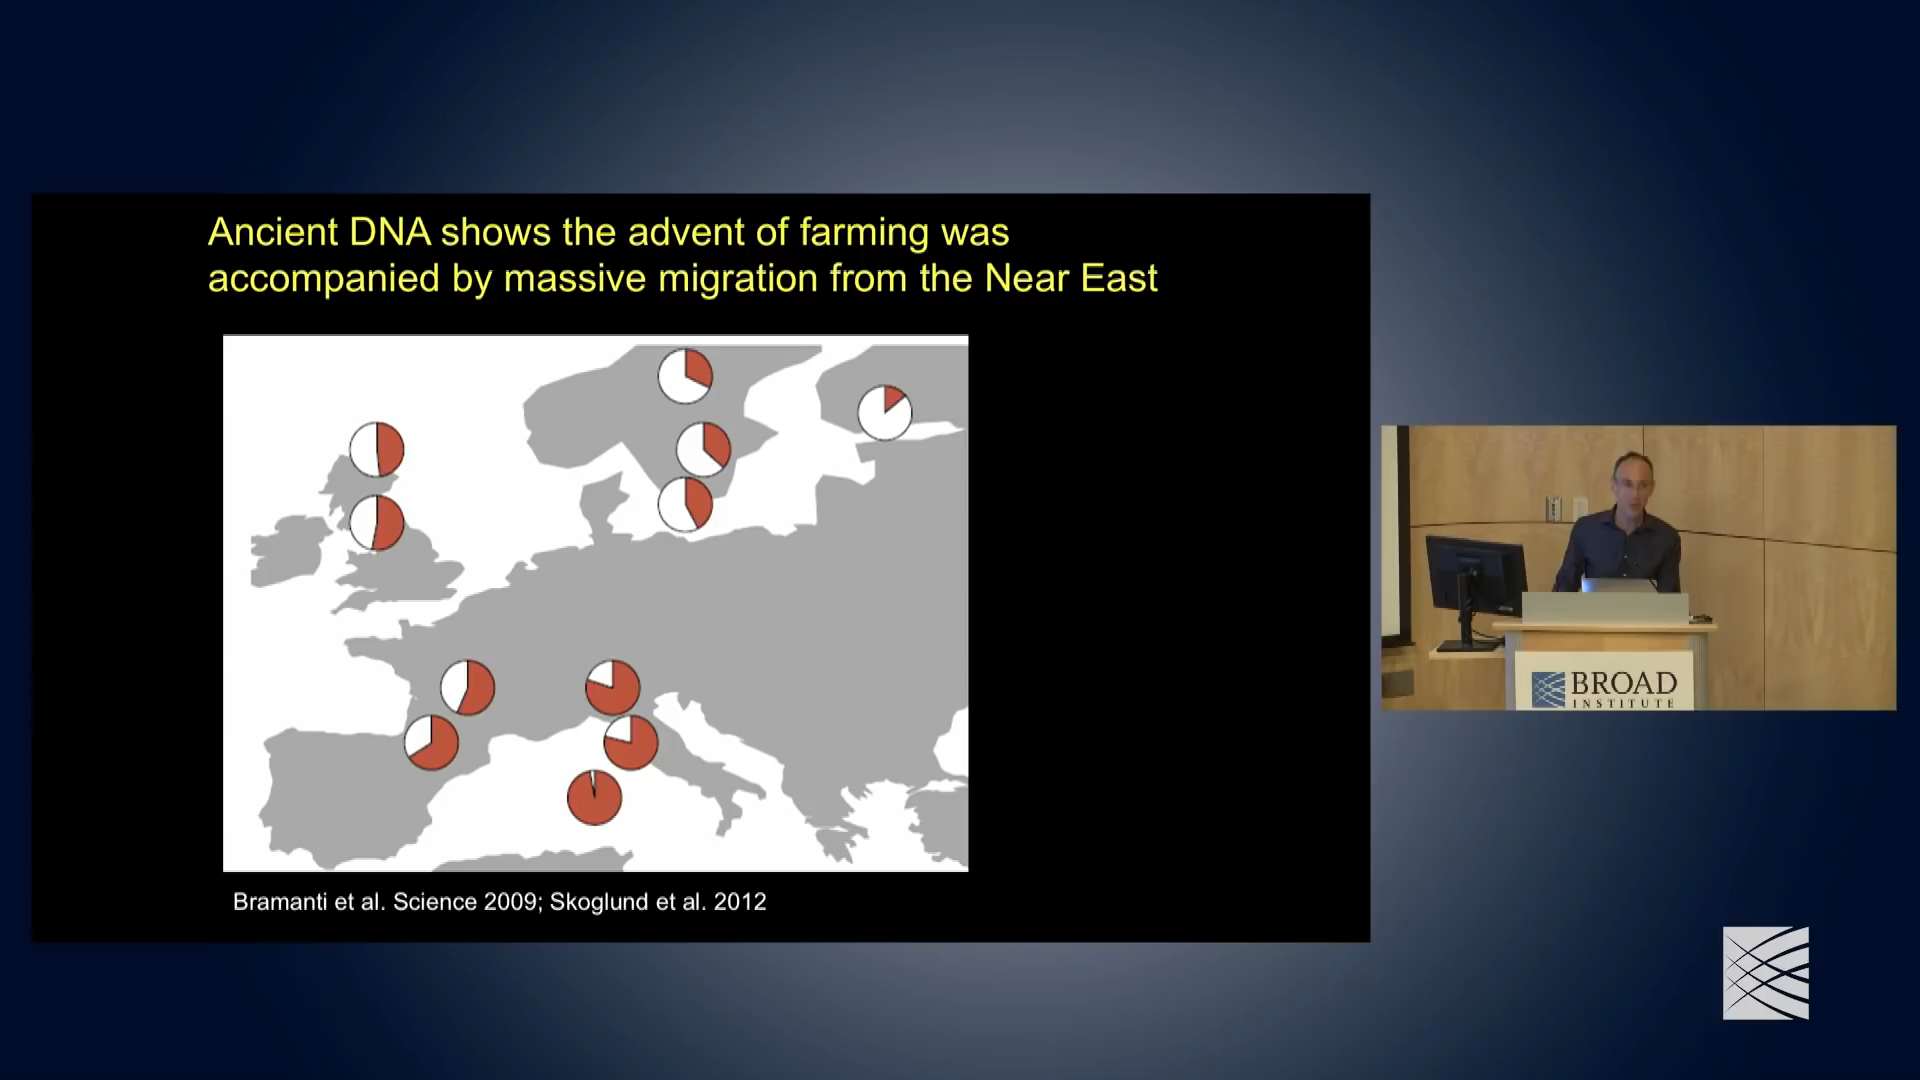 Ancient DNA shows the advent of farming was
accompanied by massive migration from the Near East
Bramanti et al. Science 2009; Skoglund et al. 2012
BROAD
INSTITUTE